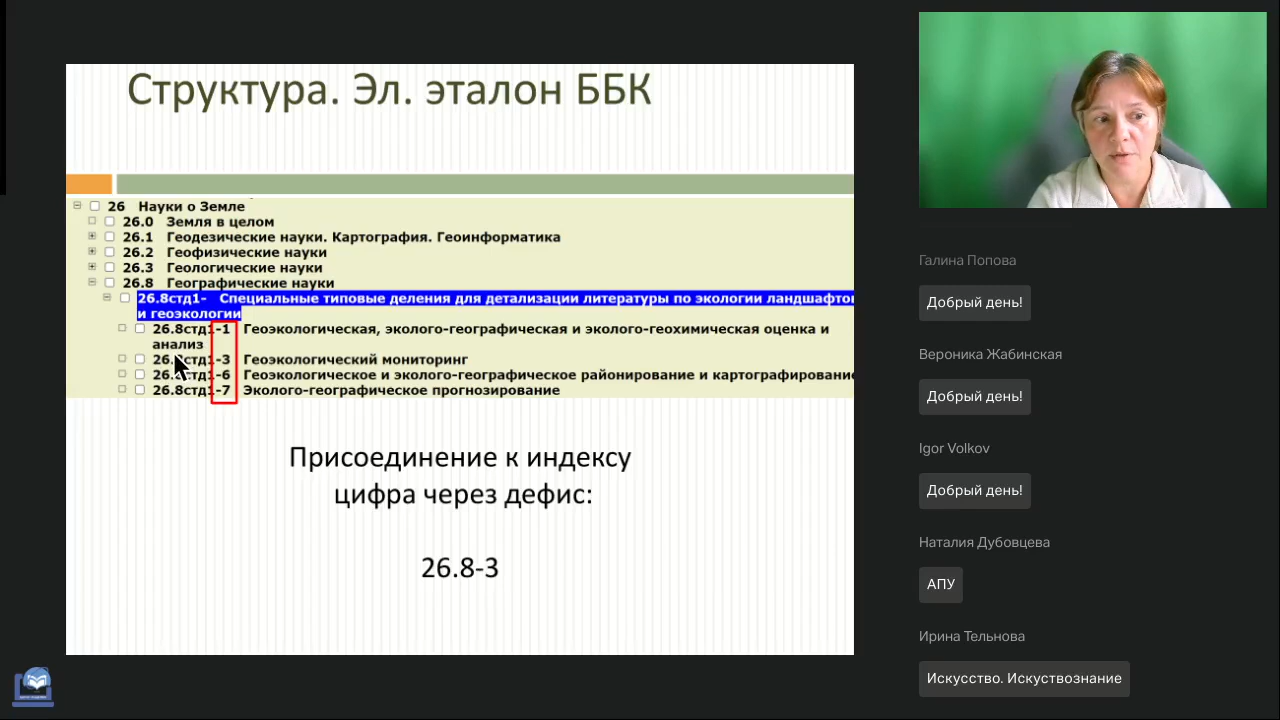 Структура. Эл. эталон ББК
26 Науки о Земле
26.0 Земля в целом
26.1 Геодезические науки. Картография. Геоинформатика
26.2 Геофизические науки
26.3 Геологические науки
26.8 Географические науки
26.8стд1- Специальные типовые деления для детализации литературы по экологии ландшафтов
и геоэкологии
26.8стд1-1 Геоэкологическая, эколого-географическая и эколого-геохимическая оценка и
анализ
26.8стд1-3 Геоэкологический мониторинг
26.8стд1-6 Геоэкологическое и эколого-географическое районирование и картографирование
26.8стд1-7 Эколого-географическое прогнозирование
Присоединение к индексу
цифра через дефис:
26.8-3
Галина Попова
Добрый день!
Вероника Жабинская
Добрый день!
Igor Volkov
Добрый день!
Наталия Дубовцева
АПУ
Ирина Тельнова
Искусство. Искуствознание